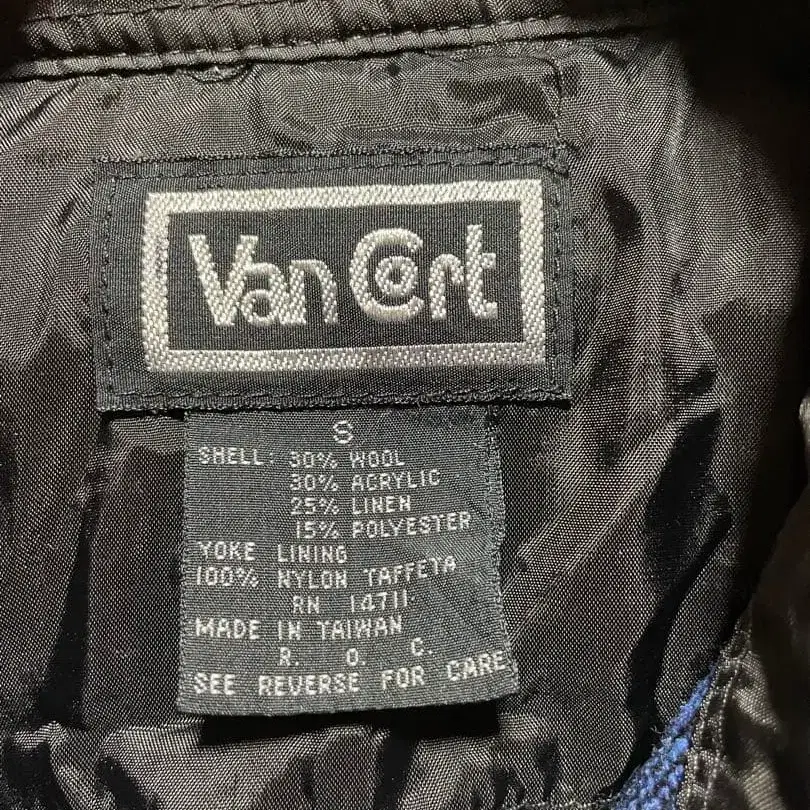 Van Cort
S
SHELL: 30% WOOL
30% ACRYLIC
25% LINEN
15% POLYESTER
YOKE LINING
100% NYLON TAFFETA
RN 14711
MADE IN TAIWAN
R. O. C.
SEE REVERSE FOR CARE